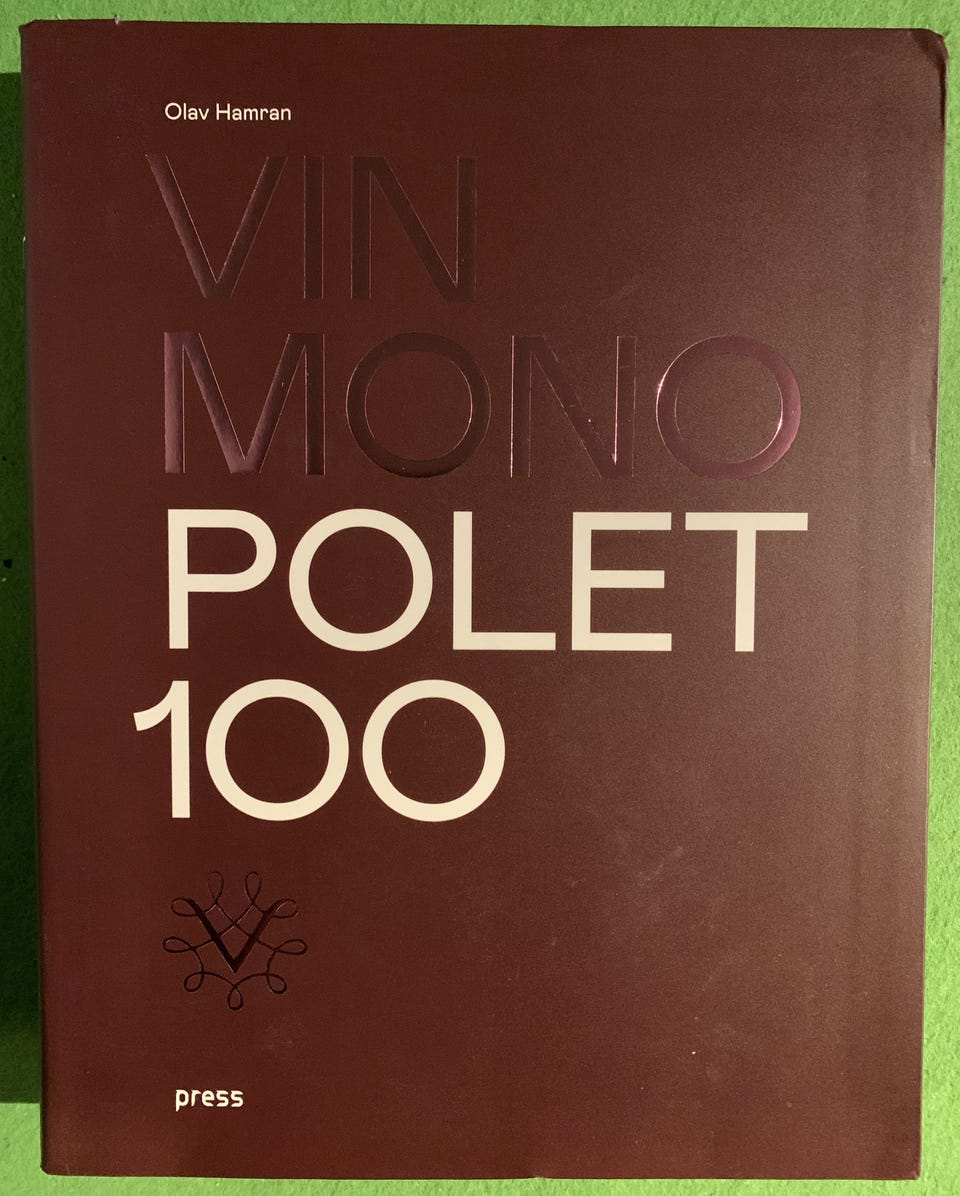 Olav Hamran
VIN
MONO
POLET
100
V
press